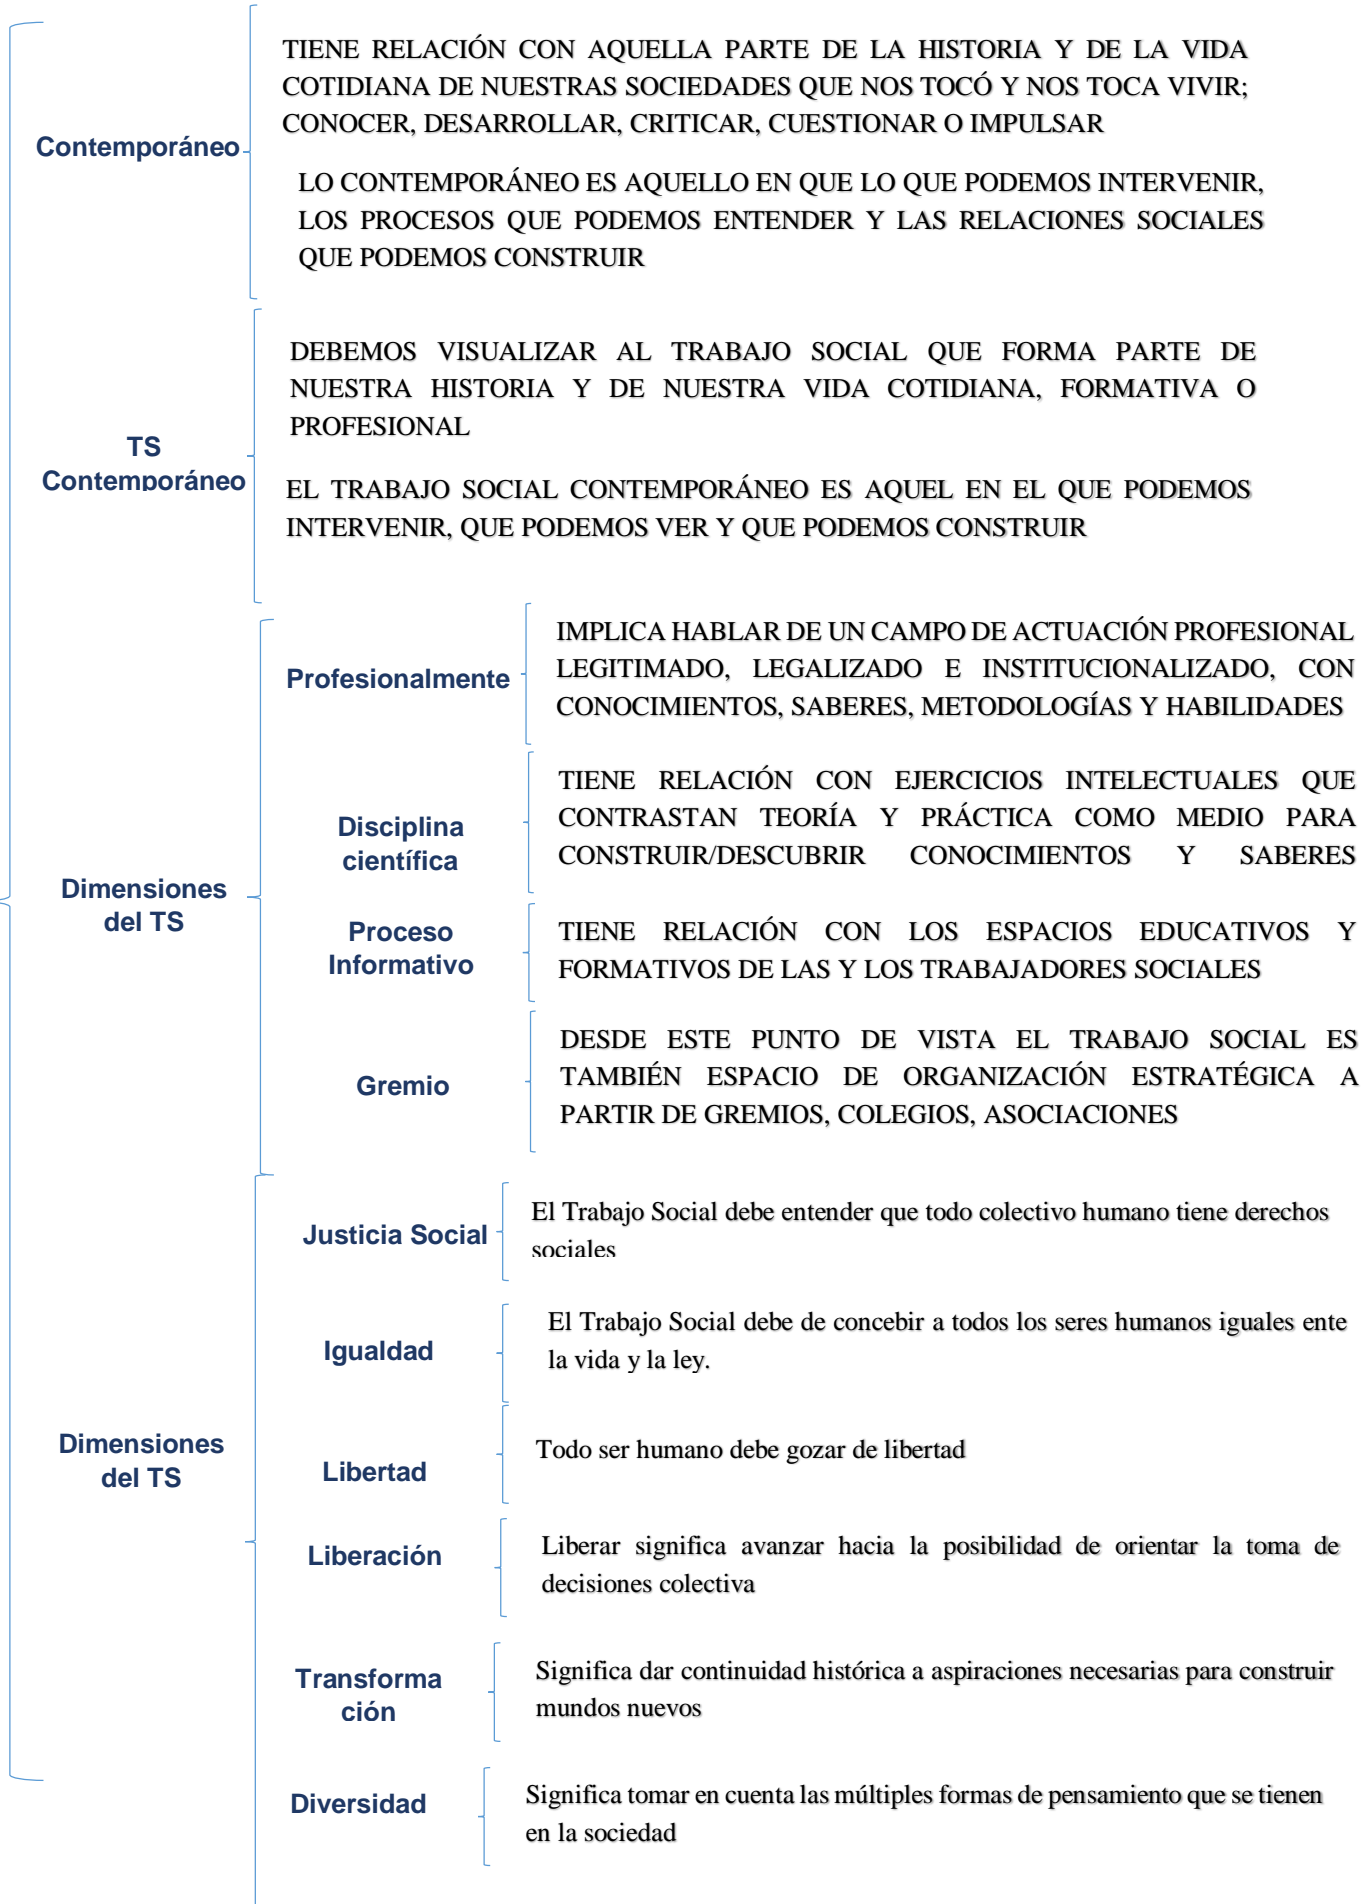 Contemporáneo
TIENE RELACIÓN CON AQUELLA PARTE DE LA HISTORIA Y DE LA VIDA
COTIDIANA DE NUESTRAS SOCIEDADES QUE NOS TOCÓ Y NOS TOCA VIVIR;
CONOCER, DESARROLLAR, CRITICAR, CUESTIONAR O IMPULSAR
LO CONTEMPORÁNEO ES AQUELLO EN QUE LO QUE PODEMOS INTERVENIR,
LOS PROCESOS QUE PODEMOS ENTENDER Y LAS RELACIONES SOCIALES
QUE PODEMOS CONSTRUIR
TS
Contemporáneo
DEBEMOS VISUALIZAR AL TRABAJO SOCIAL QUE FORMA PARTE DE
NUESTRA HISTORIA Y DE NUESTRA VIDA COTIDIANA, FORMATIVA O
PROFESIONAL
EL TRABAJO SOCIAL CONTEMPORÁNEO ES AQUEL EN EL QUE PODEMOS
INTERVENIR, QUE PODEMOS VER Y QUE PODEMOS CONSTRUIR
Dimensiones
del TS
Profesionalmente
IMPLICA HABLAR DE UN CAMPO DE ACTUACIÓN PROFESIONAL
LEGITIMADO, LEGALIZADO E INSTITUCIONALIZADO, CON
CONOCIMIENTOS, SABERES, METODOLOGÍAS Y HABILIDADES
Disciplina
científica
TIENE RELACIÓN CON EJERCICIOS INTELECTUALES QUE
CONTRASTAN TEORÍA Y PRÁCTICA COMO MEDIO PARA
CONSTRUIR/DESCUBRIR CONOCIMIENTOS Y SABERES
Proceso
Informativo
TIENE RELACIÓN CON LOS ESPACIOS EDUCATIVOS Y
FORMATIVOS DE LAS Y LOS TRABAJADORES SOCIALES
Gremio
DESDE ESTE PUNTO DE VISTA EL TRABAJO SOCIAL ES
TAMBIÉN ESPACIO DE ORGANIZACIÓN ESTRATÉGICA A
PARTIR DE GREMIOS, COLEGIOS, ASOCIACIONES
Dimensiones
del TS
Justicia Social
El Trabajo Social debe entender que todo colectivo humano tiene derechos
sociales
Igualdad
El Trabajo Social debe de concebir a todos los seres humanos iguales ente
la vida y la ley.
Libertad
Todo ser humano debe gozar de libertad
Liberación
Liberar significa avanzar hacia la posibilidad de orientar la toma de
decisiones colectiva
Transforma
ción
Significa dar continuidad histórica a aspiraciones necesarias para construir
mundos nuevos
Diversidad
Significa tomar en cuenta las múltiples formas de pensamiento que se tienen
en la sociedad